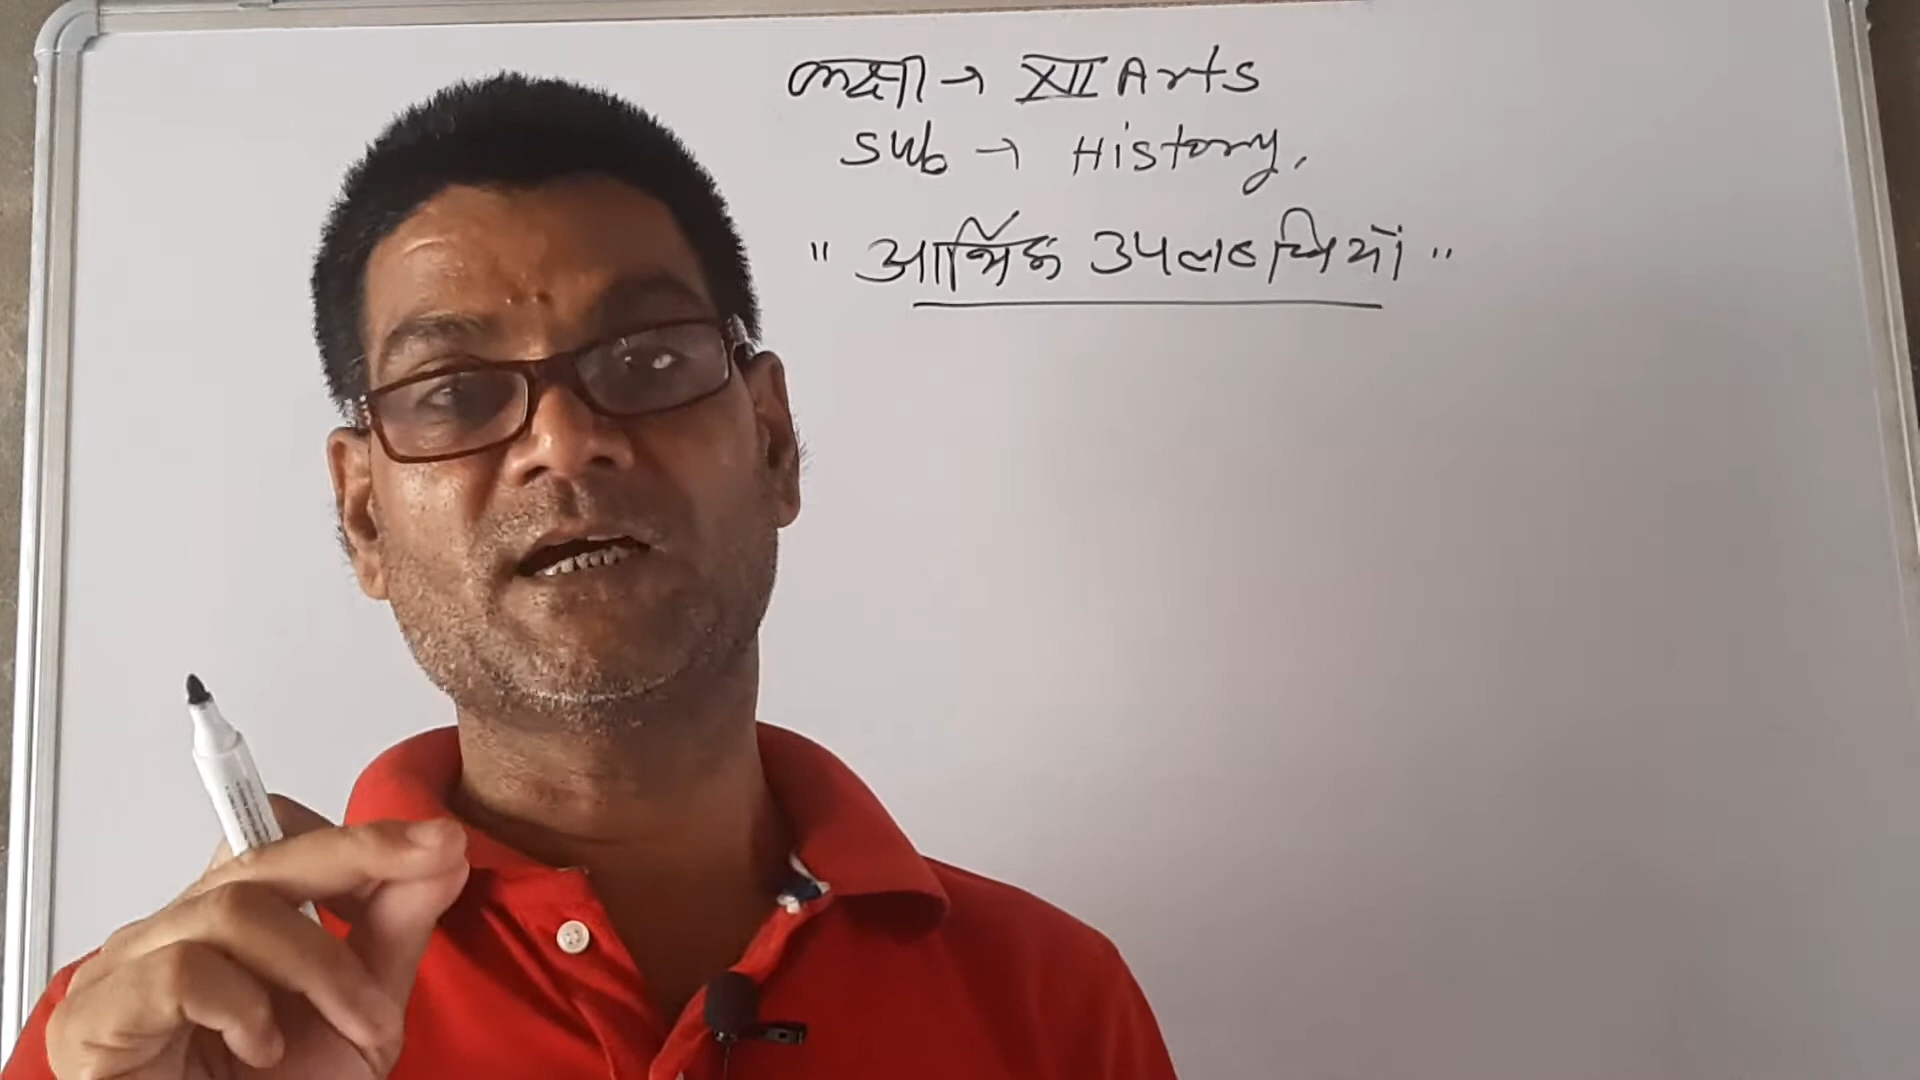 कक्षा → XII Arts
Sub → History,
" आर्थिक उपलब्धियाँ "